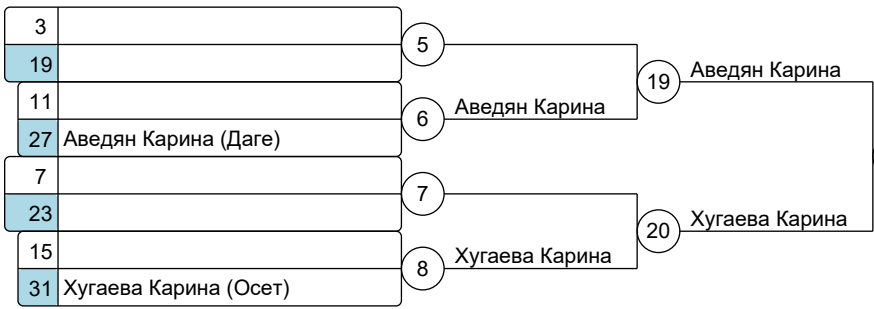 3
5
19
19 Аведян Карина
11
6 Аведян Карина
27 Аведян Карина (Даге)
7
7
23
20 Хугаева Карина
15
8 Хугаева Карина
31 Хугаева Карина (Осет)